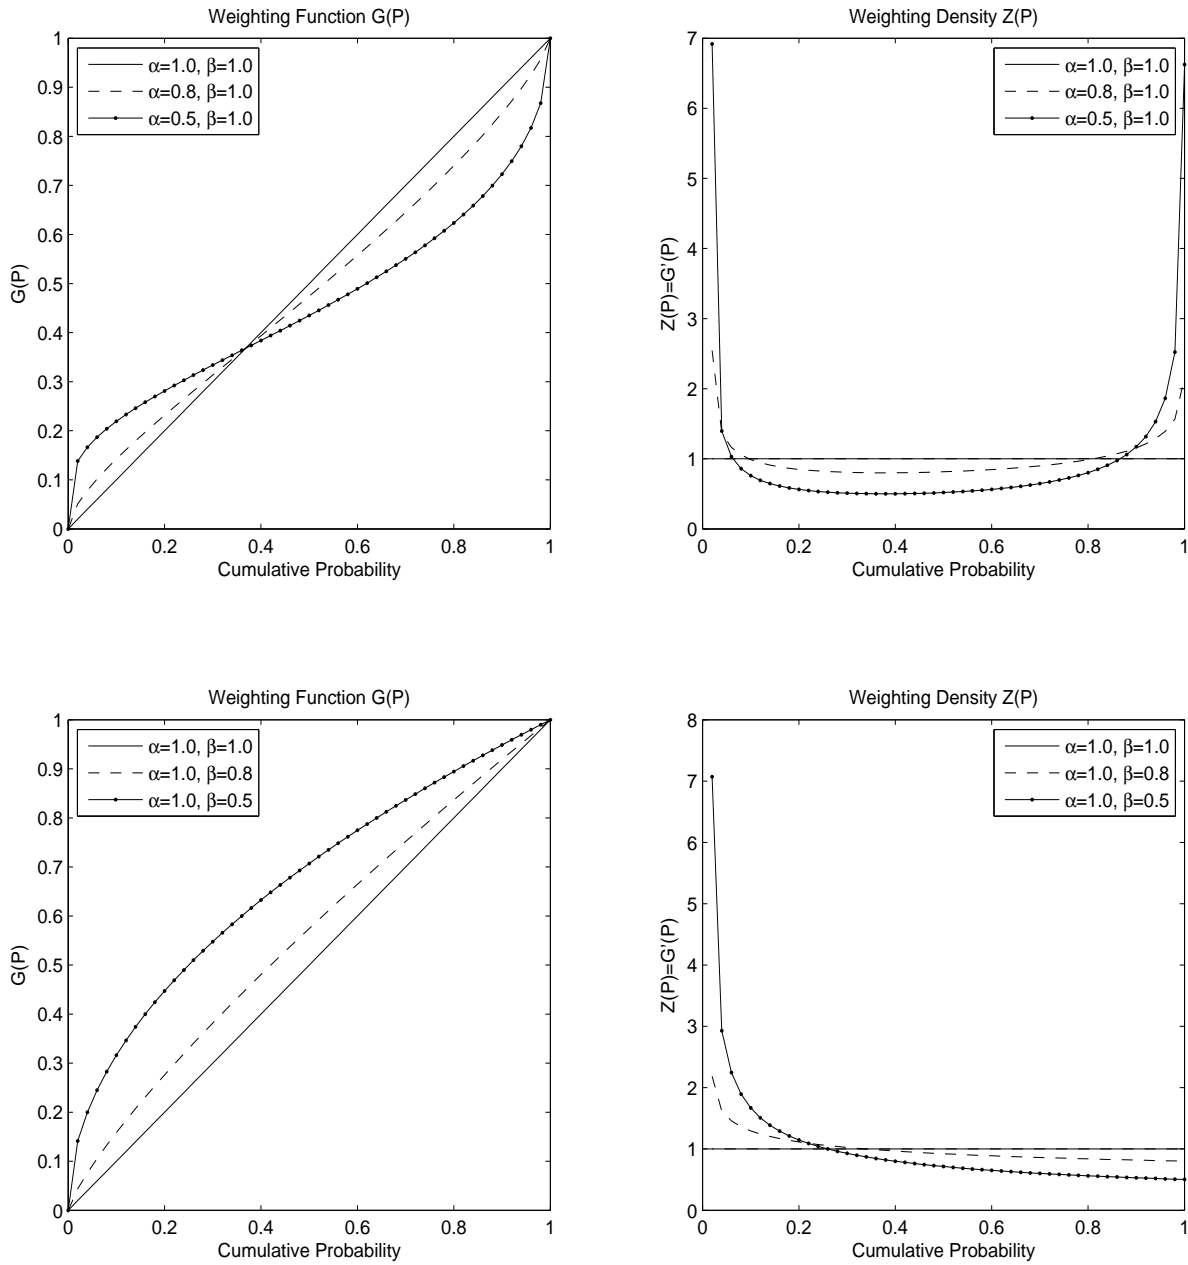 Weighting Function G(P)
1
0.9
0.8
0.7
0.6
0.5
0.4
0.3
0.2
0.1
0
G(P)
α=1.0, β=1.0
α=0.8, β=1.0
α=0.5, β=1.0
0 0.2 0.4 0.6 0.8 1
Cumulative Probability
Weighting Density Z(P)
7
6
5
4
3
2
1
0
Z(P)=G'(P)
α=1.0, β=1.0
α=0.8, β=1.0
α=0.5, β=1.0
0 0.2 0.4 0.6 0.8 1
Cumulative Probability
Weighting Function G(P)
1
0.9
0.8
0.7
0.6
0.5
0.4
0.3
0.2
0.1
0
G(P)
α=1.0, β=1.0
α=1.0, β=0.8
α=1.0, β=0.5
0 0.2 0.4 0.6 0.8 1
Cumulative Probability
Weighting Density Z(P)
8
7
6
5
4
3
2
1
0
Z(P)=G'(P)
α=1.0, β=1.0
α=1.0, β=0.8
α=1.0, β=0.5
0 0.2 0.4 0.6 0.8 1
Cumulative Probability